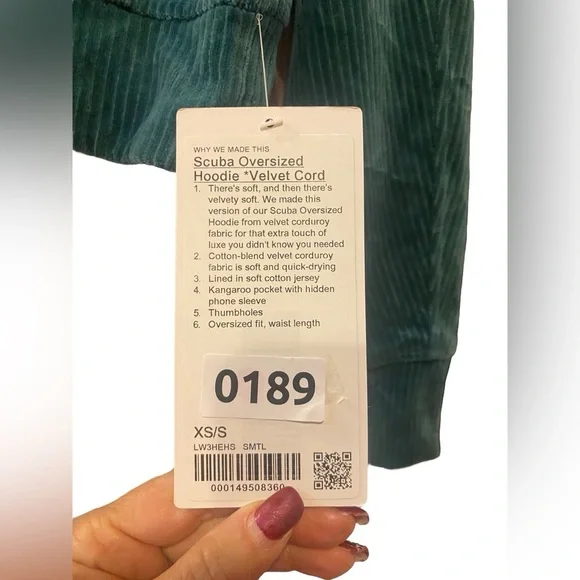 WHY WE MADE THIS
Scuba Oversized
Hoodie *Velvet Cord
1. There's soft, and then there's
velvety soft. We made this
version of our Scuba Oversized
Hoodie from velvet corduroy
fabric for that extra touch of
luxe you didn't know you needed
2. Cotton-blend velvet corduroy
fabric is soft and quick-drying
3. Lined in soft cotton jersey
4. Kangaroo pocket with hidden
phone sleeve
5. Thumbholes
6. Oversized fit, waist length
0189
XS/S
LW3HEHS SMTL
000149508360